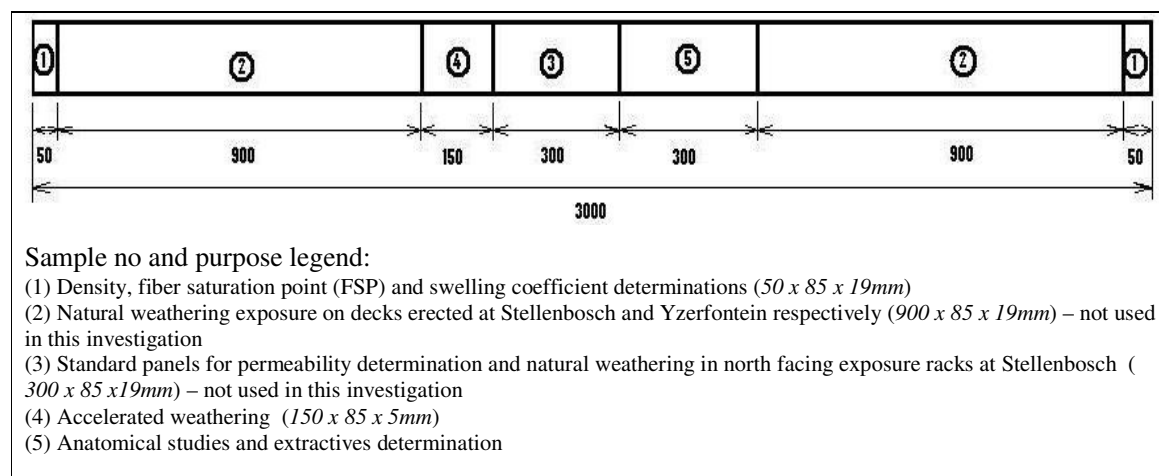 1 2 4 3 5 2 1
50 900 150 300 300 900 50
3000
Sample no and purpose legend:
(1) Density, fiber saturation point (FSP) and swelling coefficient determinations (50 x 85 x 19mm)
(2) Natural weathering exposure on decks erected at Stellenbosch and Yzerfontein respectively (900 x 85 x 19mm) – not used
in this investigation
(3) Standard panels for permeability determination and natural weathering in north facing exposure racks at Stellenbosch (
300 x 85 x19mm) – not used in this investigation
(4) Accelerated weathering (150 x 85 x 5mm)
(5) Anatomical studies and extractives determination